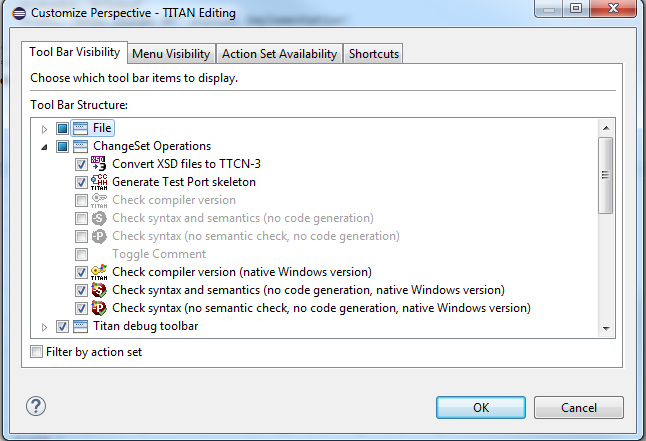 Customize Perspective - TITAN Editing
Tool Bar Visibility Menu Visibility Action Set Availability Shortcuts
Choose which tool bar items to display.
Tool Bar Structure:
File
ChangeSet Operations
Convert XSD files to TTCN-3
Generate Test Port skeleton
Check compiler version
Check syntax and semantics (no code generation)
Check syntax (no semantic check, no code generation)
Toggle Comment
Check compiler version (native Windows version)
Check syntax and semantics (no code generation, native Windows version)
Check syntax (no semantic check, no code generation, native Windows version)
Titan debug toolbar
Filter by action set
OK Cancel